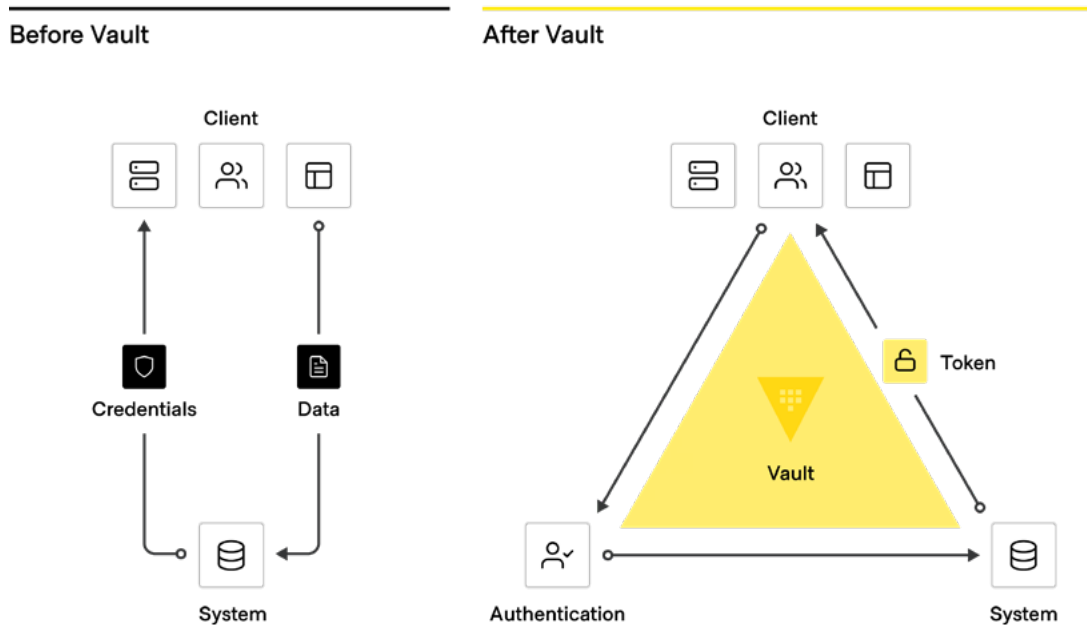 Before Vault
After Vault
Client
Client
Credentials
Data
Token
Vault
System
Authentication
System